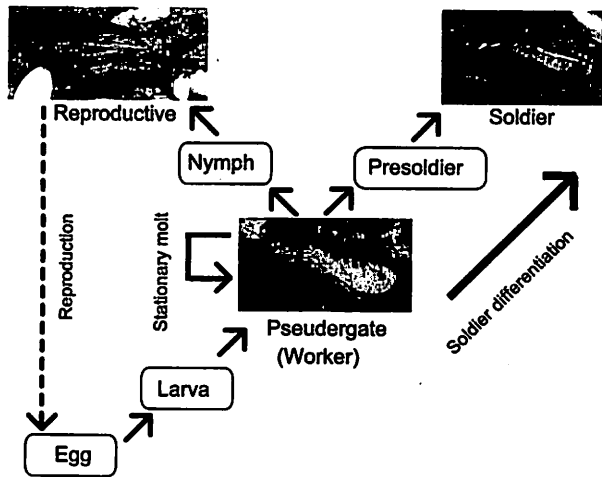 Reproductive
Soldier
Nymph
Presoldier
Reproduction
Stationary molt
Pseudergate
(Worker)
Soldier differentiation
Larva
Egg